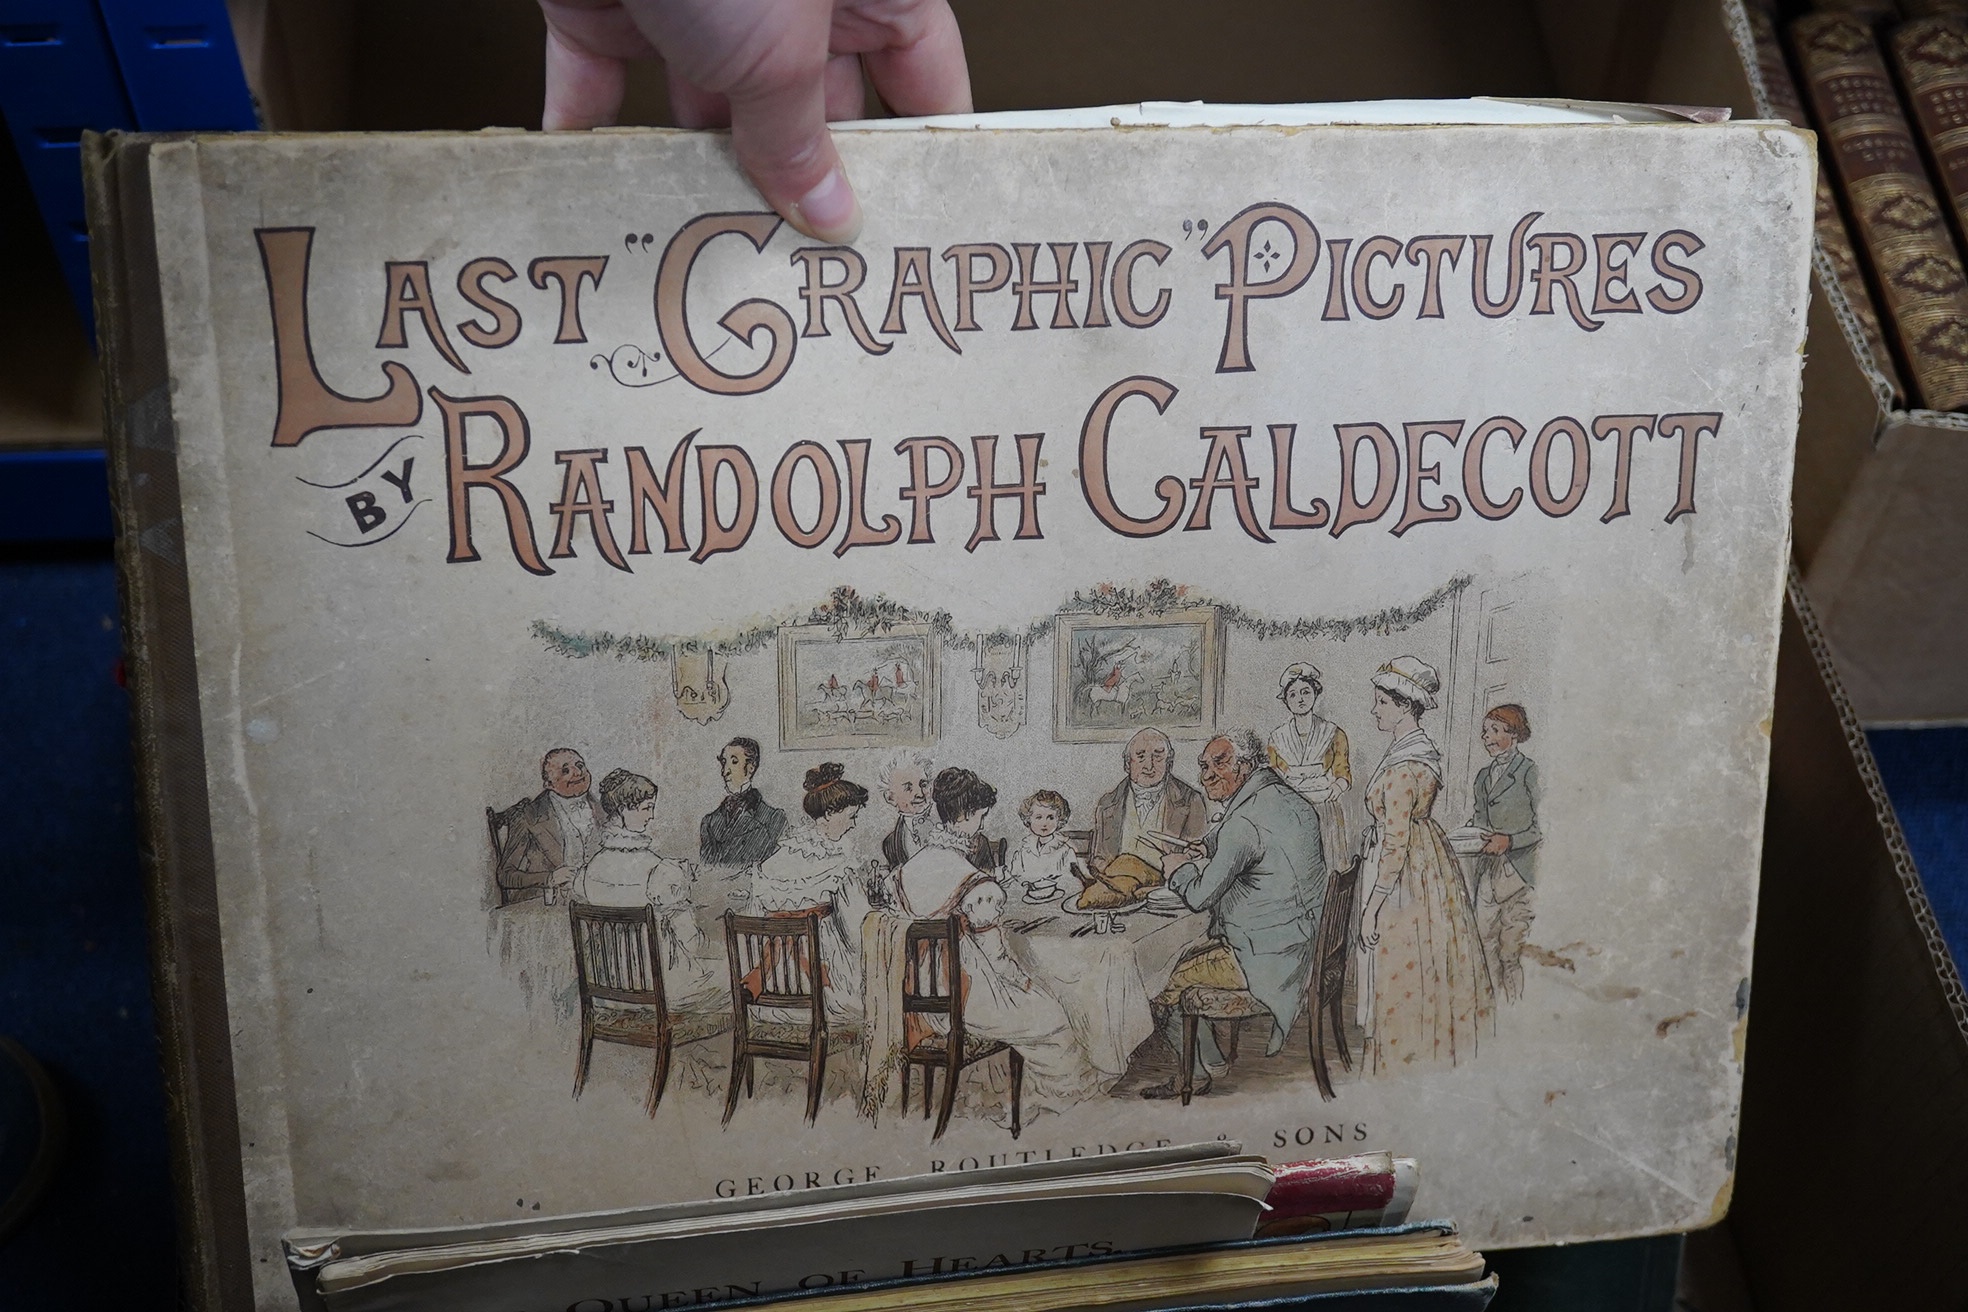 LAST "GRAPHIC" PICTURES
BY RANDOLPH CALDECOTT
GEORGE ROUTLEDGE & SONS
QUEEN OF HEARTS.